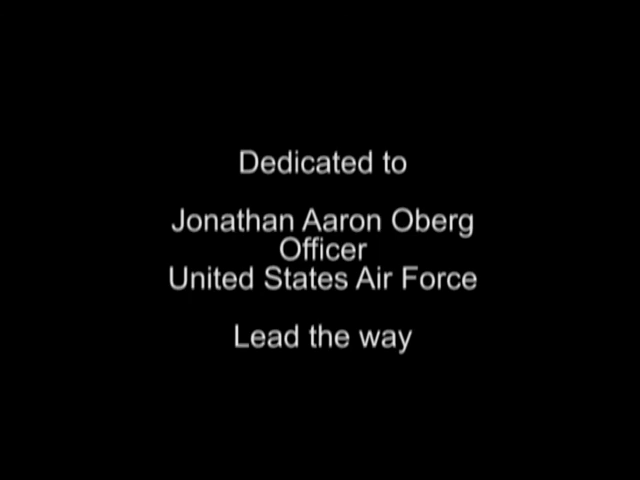 Dedicated to
Jonathan Aaron Oberg
Officer
United States Air Force
Lead the way